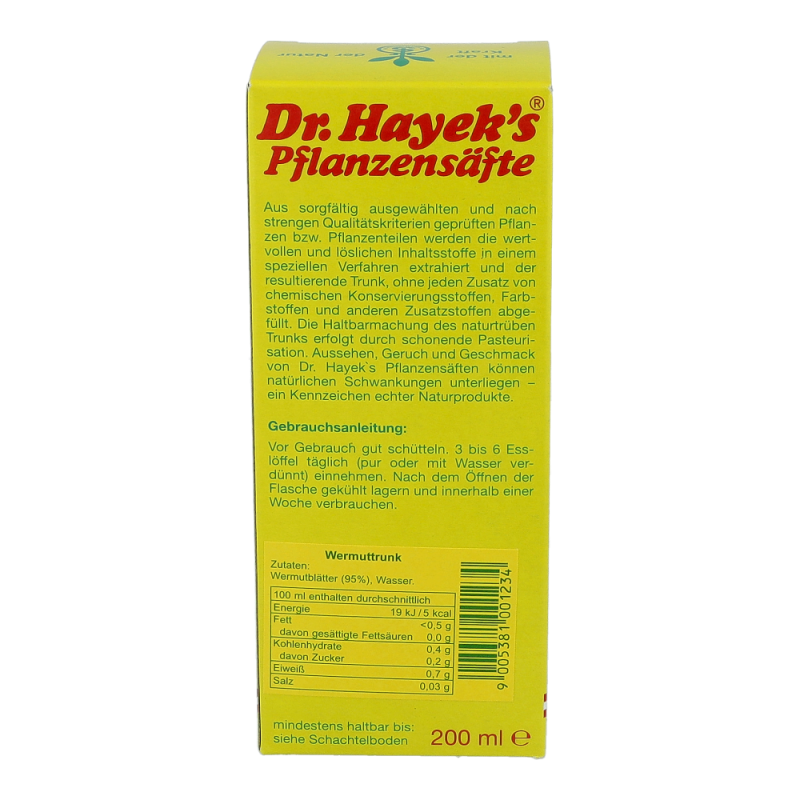 mit der
Kraft
der Natur
Dr. Hayek's®
Pflanzensäfte
Aus sorgfältig ausgewählten und nach
strengen Qualitätskriterien geprüften Pflan-
zen bzw. Pflanzenteilen werden die wert-
vollen und löslichen Inhaltsstoffe in einem
speziellen Verfahren extrahiert und der
resultierende Trunk, ohne jeden Zusatz von
chemischen Konservierungsstoffen, Farb-
stoffen und anderen Zusatzstoffen abge-
füllt. Die Haltbarmachung des naturtrüben
Trunks erfolgt durch schonende Pasteuri-
sation. Aussehen, Geruch und Geschmack
von Dr. Hayek`s Pflanzensäften können
natürlichen Schwankungen unterliegen –
ein Kennzeichen echter Naturprodukte.
Gebrauchsanleitung:
Vor Gebrauch gut schütteln. 3 bis 6 Ess-
löffel täglich (pur oder mit Wasser ver-
dünnt) einnehmen. Nach dem Öffnen der
Flasche gekühlt lagern und innerhalb einer
Woche verbrauchen.
Wermuttrunk
Zutaten:
Wermutblätter (95%), Wasser.
100 ml enthalten durchschnittlich
Energie 19 kJ / 5 kcal
Fett <0,5 g
davon gesättigte Fettsäuren 0,0 g
Kohlenhydrate 0,4 g
davon Zucker 0,2 g
Eiweiß 0,7 g
Salz 0,03 g
9 005381 001234
mindestens haltbar bis:
siehe Schachtelboden
200 ml ℮